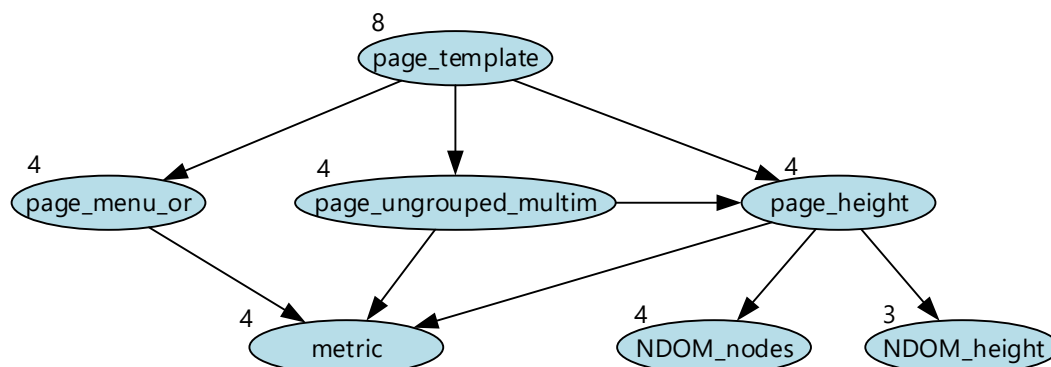 8
page_template
4
page_menu_or
4
page_ungrouped_multim
4
page_height
4
metric
4
NDOM_nodes
3
NDOM_height